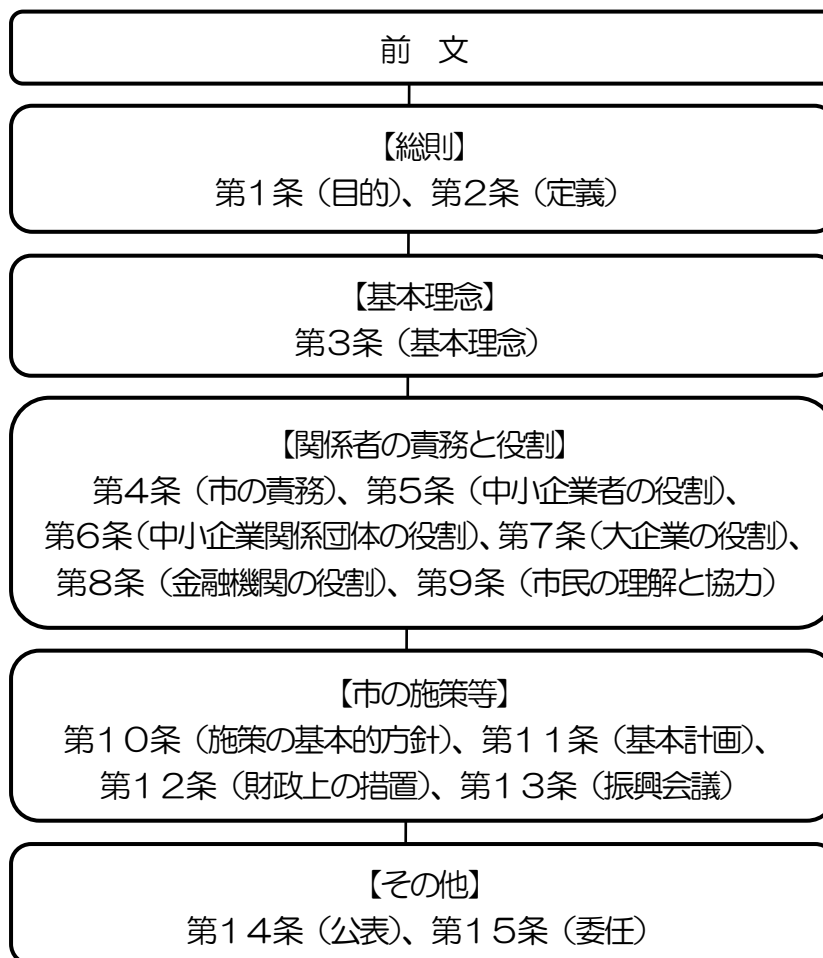 前　文
【総則】
第１条（目的）、第２条（定義）
【基本理念】
第３条（基本理念）
【関係者の責務と役割】
第４条（市の責務）、第５条（中小企業者の役割）、
第６条（中小企業関係団体の役割）、第７条（大企業の役割）、
第８条（金融機関の役割）、第９条（市民の理解と協力）
【市の施策等】
第１０条（施策の基本的方針）、第１１条（基本計画）、
第１２条（財政上の措置）、第１３条（振興会議）
【その他】
第１４条（公表）、第１５条（委任）